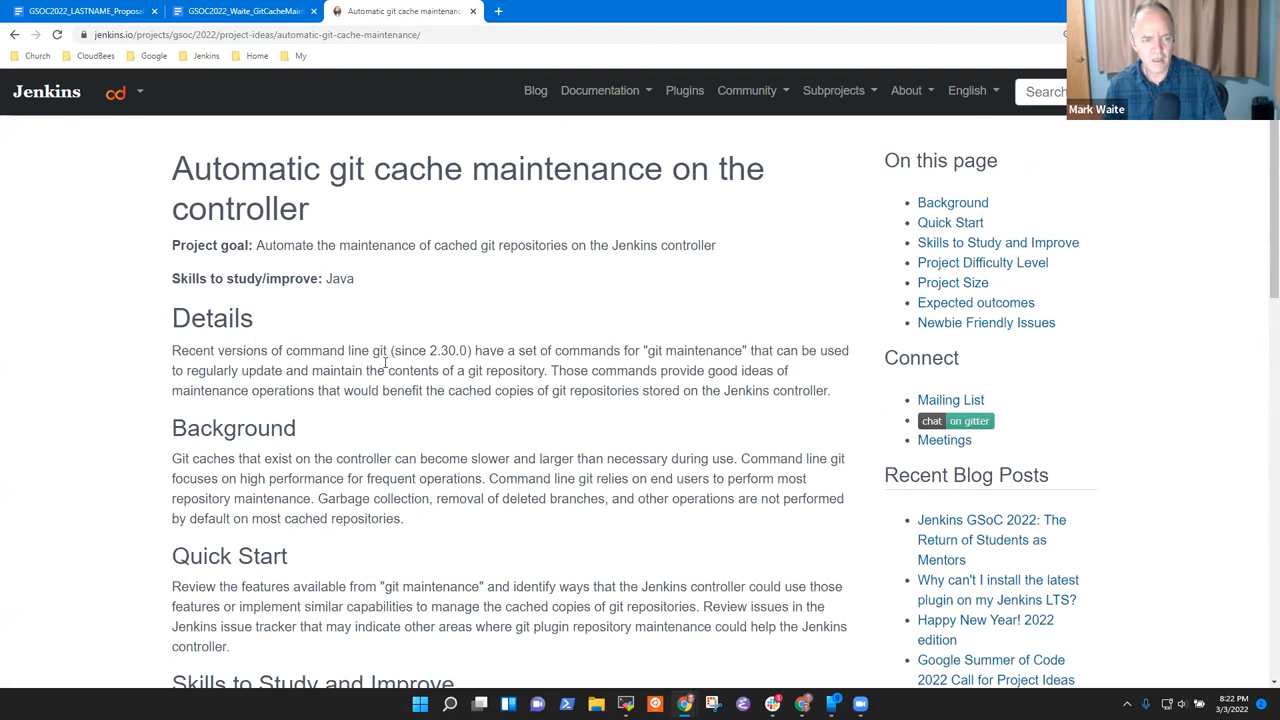 GSOC2022_LASTNAME_Proposal
GSOC2022_Waite_GitCacheMain
Automatic git cache maintenance
jenkins.io/projects/gsoc/2022/project-ideas/automatic-git-cache-maintenance/
Church CloudBees Google Jenkins Home My
Mark Waite
Jenkins cd Blog Documentation Plugins Community Subprojects About English Search
Automatic git cache maintenance on the
controller
Project goal: Automate the maintenance of cached git repositories on the Jenkins controller
Skills to study/improve: Java
Details
Recent versions of command line git (since 2.30.0) have a set of commands for "git maintenance" that can be used
to regularly update and maintain the contents of a git repository. Those commands provide good ideas of
maintenance operations that would benefit the cached copies of git repositories stored on the Jenkins controller.
Background
Git caches that exist on the controller can become slower and larger than necessary during use. Command line git
focuses on high performance for frequent operations. Command line git relies on end users to perform most
repository maintenance. Garbage collection, removal of deleted branches, and other operations are not performed
by default on most cached repositories.
Quick Start
Review the features available from "git maintenance" and identify ways that the Jenkins controller could use those
features or implement similar capabilities to manage the cached copies of git repositories. Review issues in the
Jenkins issue tracker that may indicate other areas where git plugin repository maintenance could help the Jenkins
controller.
Skills to Study and Improve
On this page
Background
Quick Start
Skills to Study and Improve
Project Difficulty Level
Project Size
Expected outcomes
Newbie Friendly Issues
Connect
Mailing List
chat on gitter
Meetings
Recent Blog Posts
Jenkins GSoC 2022: The
Return of Students as
Mentors
Why can't I install the latest
plugin on my Jenkins LTS?
Happy New Year! 2022
edition
Google Summer of Code
2022 Call for Project Ideas
8:22 PM
3/3/2022